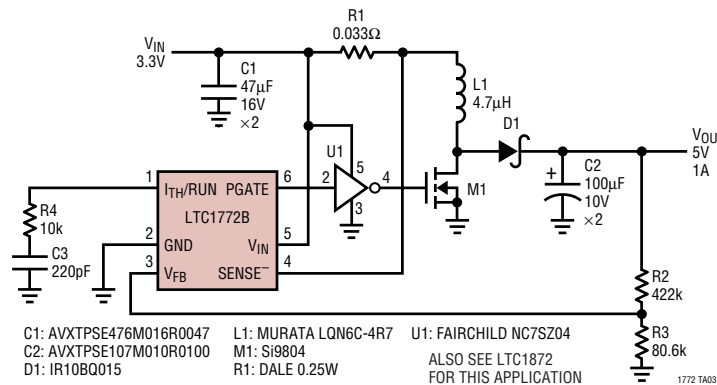 R1
0.033Ω
VIN
3.3V
C1
47µF
16V
×2
L1
4.7µH
D1
VOU
5V
1A
U1
5
2
4
3
M1
+
C2
100µF
10V
×2
1
ITH/RUN PGATE
6
LTC1772B
R4
10k
2
GND
VIN
5
C3
220pF
3
VFB
SENSE–
4
R2
422k
R3
80.6k
C1: AVXTPSE476M016R0047
L1: MURATA LQN6C-4R7
U1: FAIRCHILD NC7SZ04
C2: AVXTPSE107M010R0100
M1: Si9804
D1: IR10BQ015
R1: DALE 0.25W
ALSO SEE LTC1872
FOR THIS APPLICATION
1772 TA03